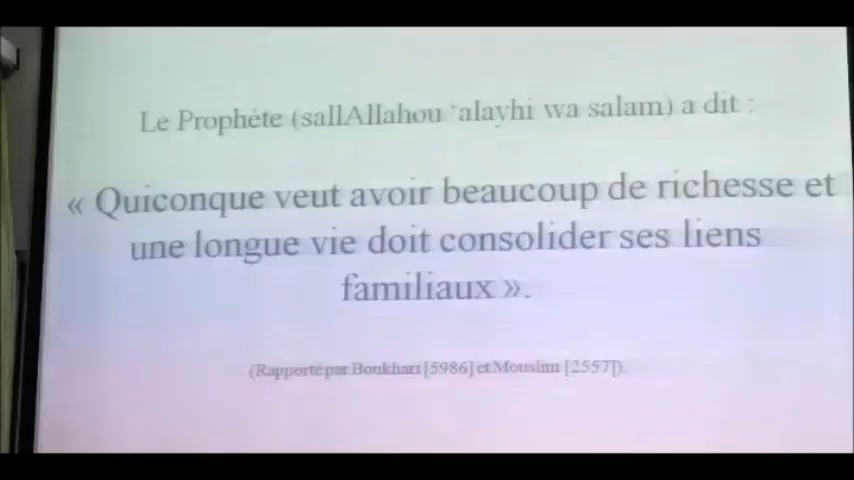 Le Prophète (sallAllahou ‘alayhi wa salam) a dit :
« Quiconque veut avoir beaucoup de richesse et
une longue vie doit consolider ses liens
familiaux ».
(Rapporté par Boukhari [5986] et Mouslim [2557]).